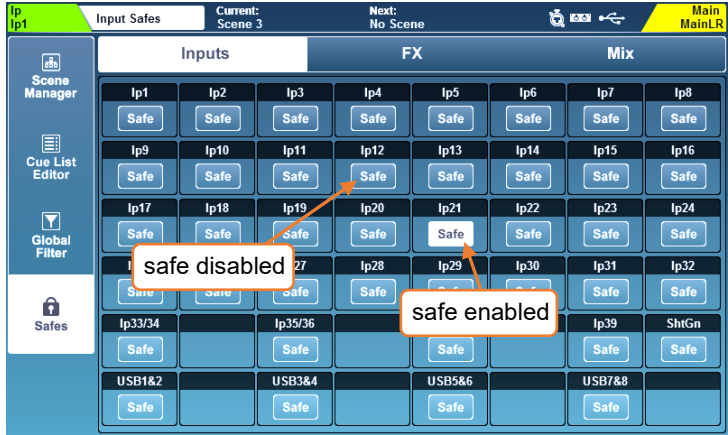 Ip
Ip1
Input Safes
Current:
Scene 3
Next:
No Scene
Main
MainLR
Scene
Manager
Cue List
Editor
Global
Filter
Safes
Inputs FX Mix
Ip1 Ip2 Ip3 Ip4 Ip5 Ip6 Ip7 Ip8
Safe Safe Safe Safe Safe Safe Safe Safe
Ip9 Ip10 Ip11 Ip12 Ip13 Ip14 Ip15 Ip16
Safe Safe Safe Safe Safe Safe Safe Safe
Ip17 Ip18 Ip19 Ip20 Ip21 Ip22 Ip23 Ip24
Safe Safe Safe Safe Safe Safe Safe Safe
safe disabled
27 Ip28 Ip29 Ip30 Ip31 Ip32
Safe Safe Safe Safe Safe Safe Safe
safe enabled
Ip33/34 Ip35/36 Ip39 ShtGn
Safe Safe Safe Safe Safe
USB1&2 USB3&4 USB5&6 USB7&8
Safe Safe Safe Safe